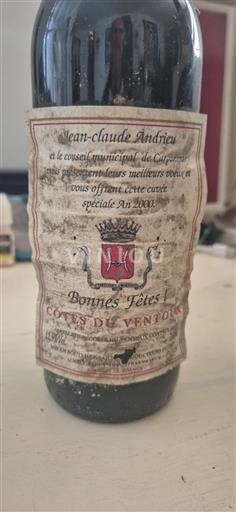 Jean-claude Andrieu
et le conseil municipal de Carpentras
vous présentent leurs meilleurs voeux et
vous offrent cette cuvée
spéciale An 2000.
Bonnes Fêtes !
CÔTES DU VENTOUX